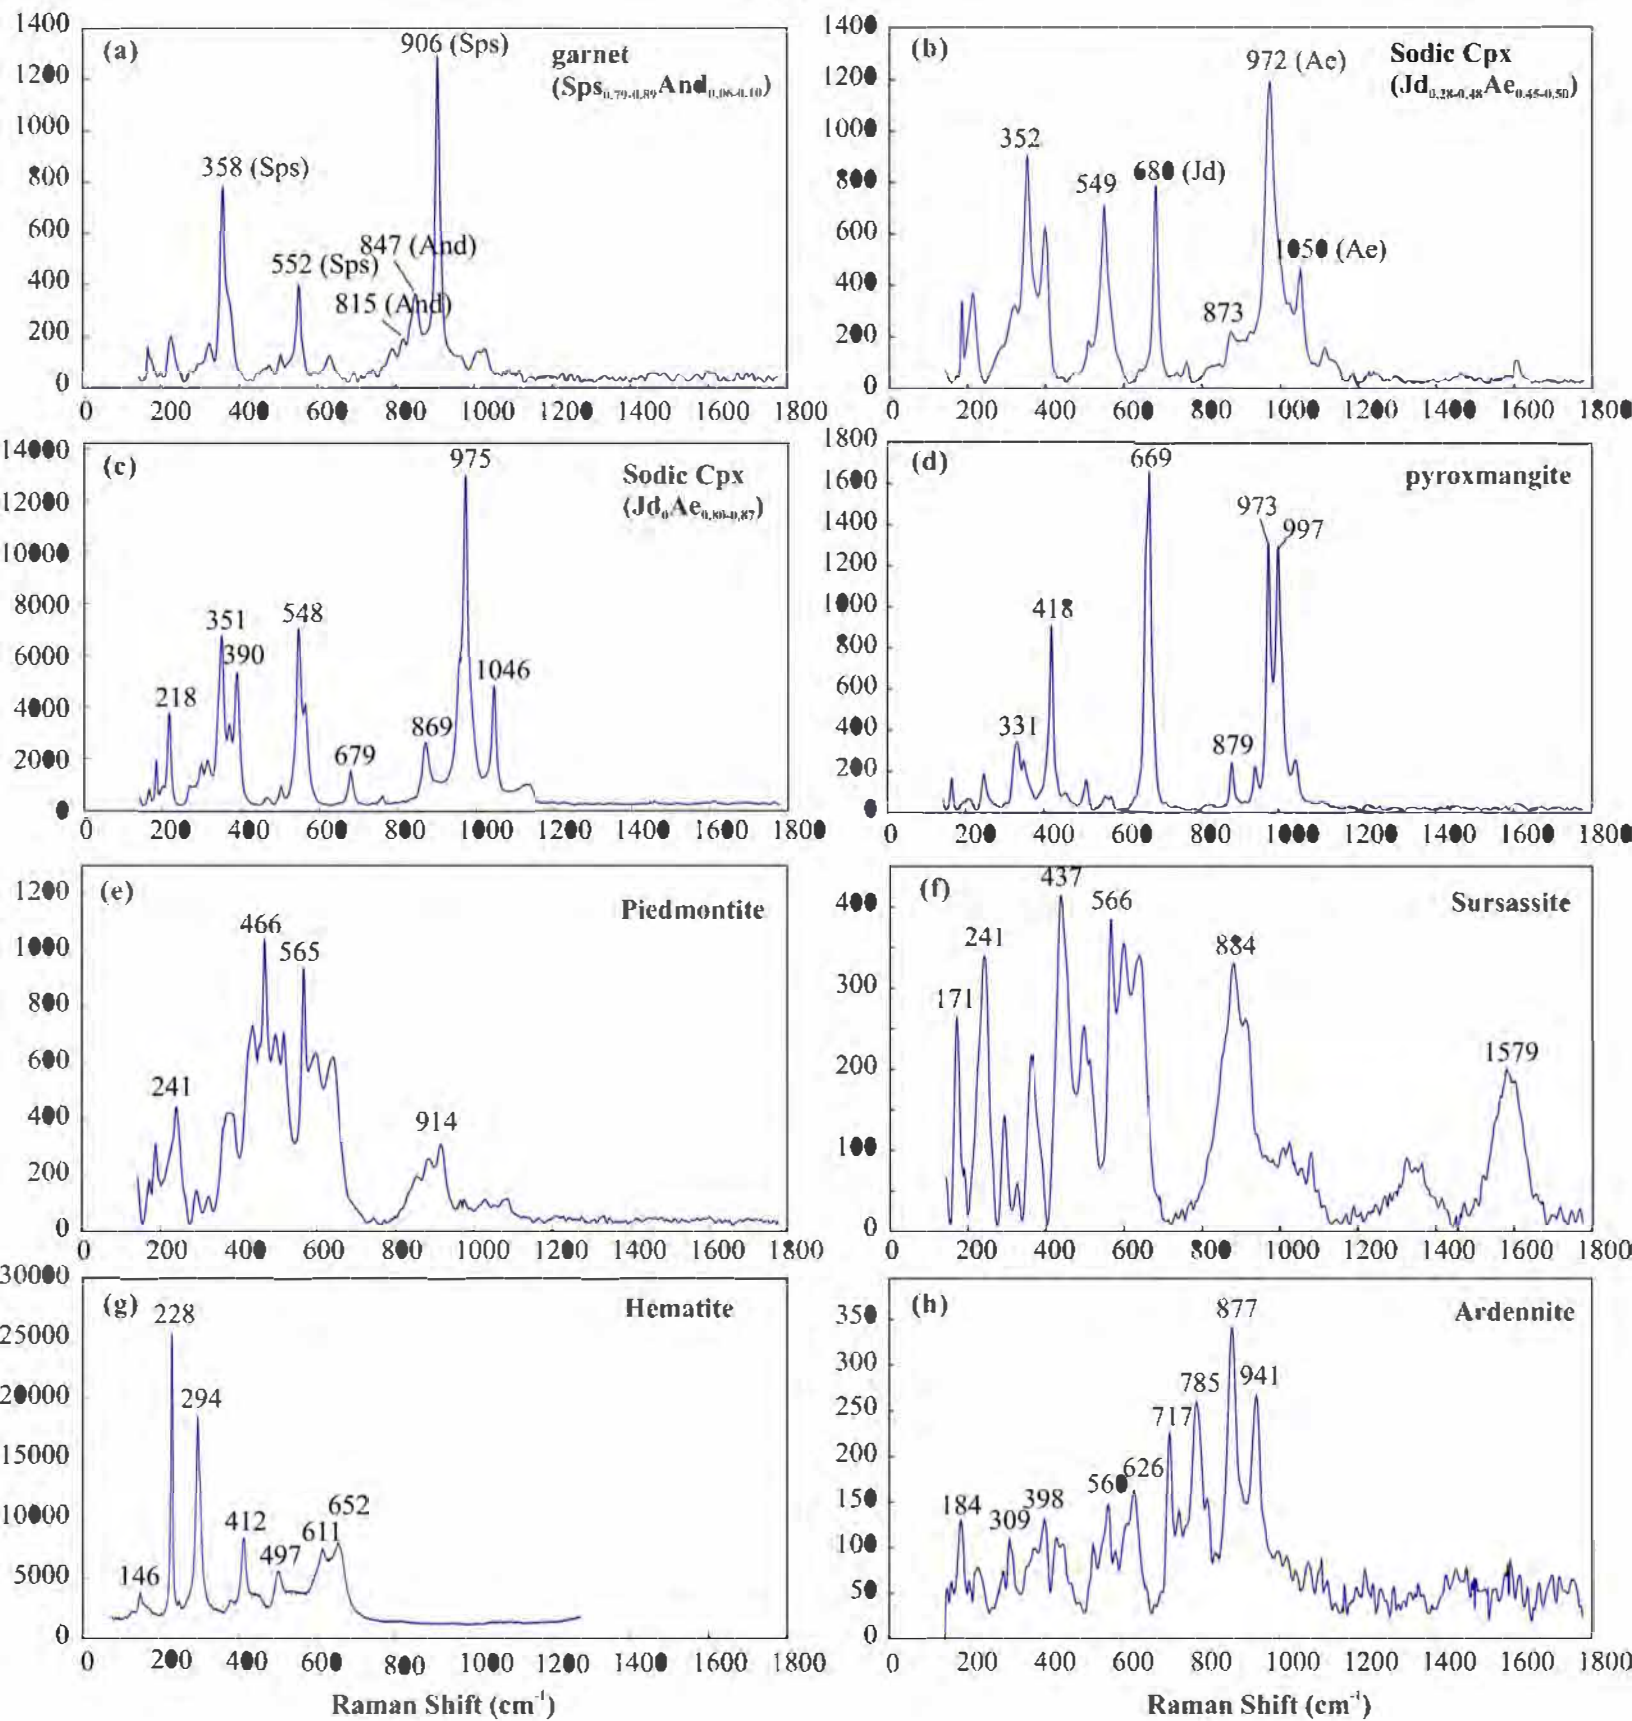 (a)
906 (Sps)
garnet
(Sps0.79-0.89And0.06-0.10)
358 (Sps)
847 (And)
552 (Sps)
815 (And)
1400
1200
1000
800
600
400
200
0
0 200 400 600 800 1000 1200 1400 1600 1800
(b)
972 (Ae)
Sodic Cpx
(Jd0.28-0.48Ae0.45-0.50)
352
549
680 (Jd)
1050 (Ae)
873
1400
1200
1000
800
600
400
200
0
0 200 400 600 800 1000 1200 1400 1600 1800
(c)
975
Sodic Cpx
351
548
390
1046
218
869
679
14000
12000
10000
8000
6000
4000
2000
0
0 200 400 600 800 1000 1200 1400 1600 1800
(d)
669
pyroxmangite
973
997
418
331
879
1800
1600
1400
1200
1000
800
600
400
200
0
0 200 400 600 800 1000 1200 1400 1600 1800
(e)
Piedmontite
466
565
241
914
1200
1000
800
600
400
200
0
0 200 400 600 800 1000 1200 1400 1600 1800
(f)
437
566
Sursassite
241
884
171
1579
400
300
200
100
0
0 200 400 600 800 1000 1200 1400 1600 1800
(g)
228
Hematite
294
652
412
611
497
146
30000
25000
20000
15000
10000
5000
0
0 200 400 600 800 1000 1200 1400 1600 1800
Raman Shift (cm-1)
(h)
877
Ardennite
785
941
717
626
560
184
398
309
350
300
250
200
150
100
50
0
0 200 400 600 800 1000 1200 1400 1600 1800
Raman Shift (cm-1)